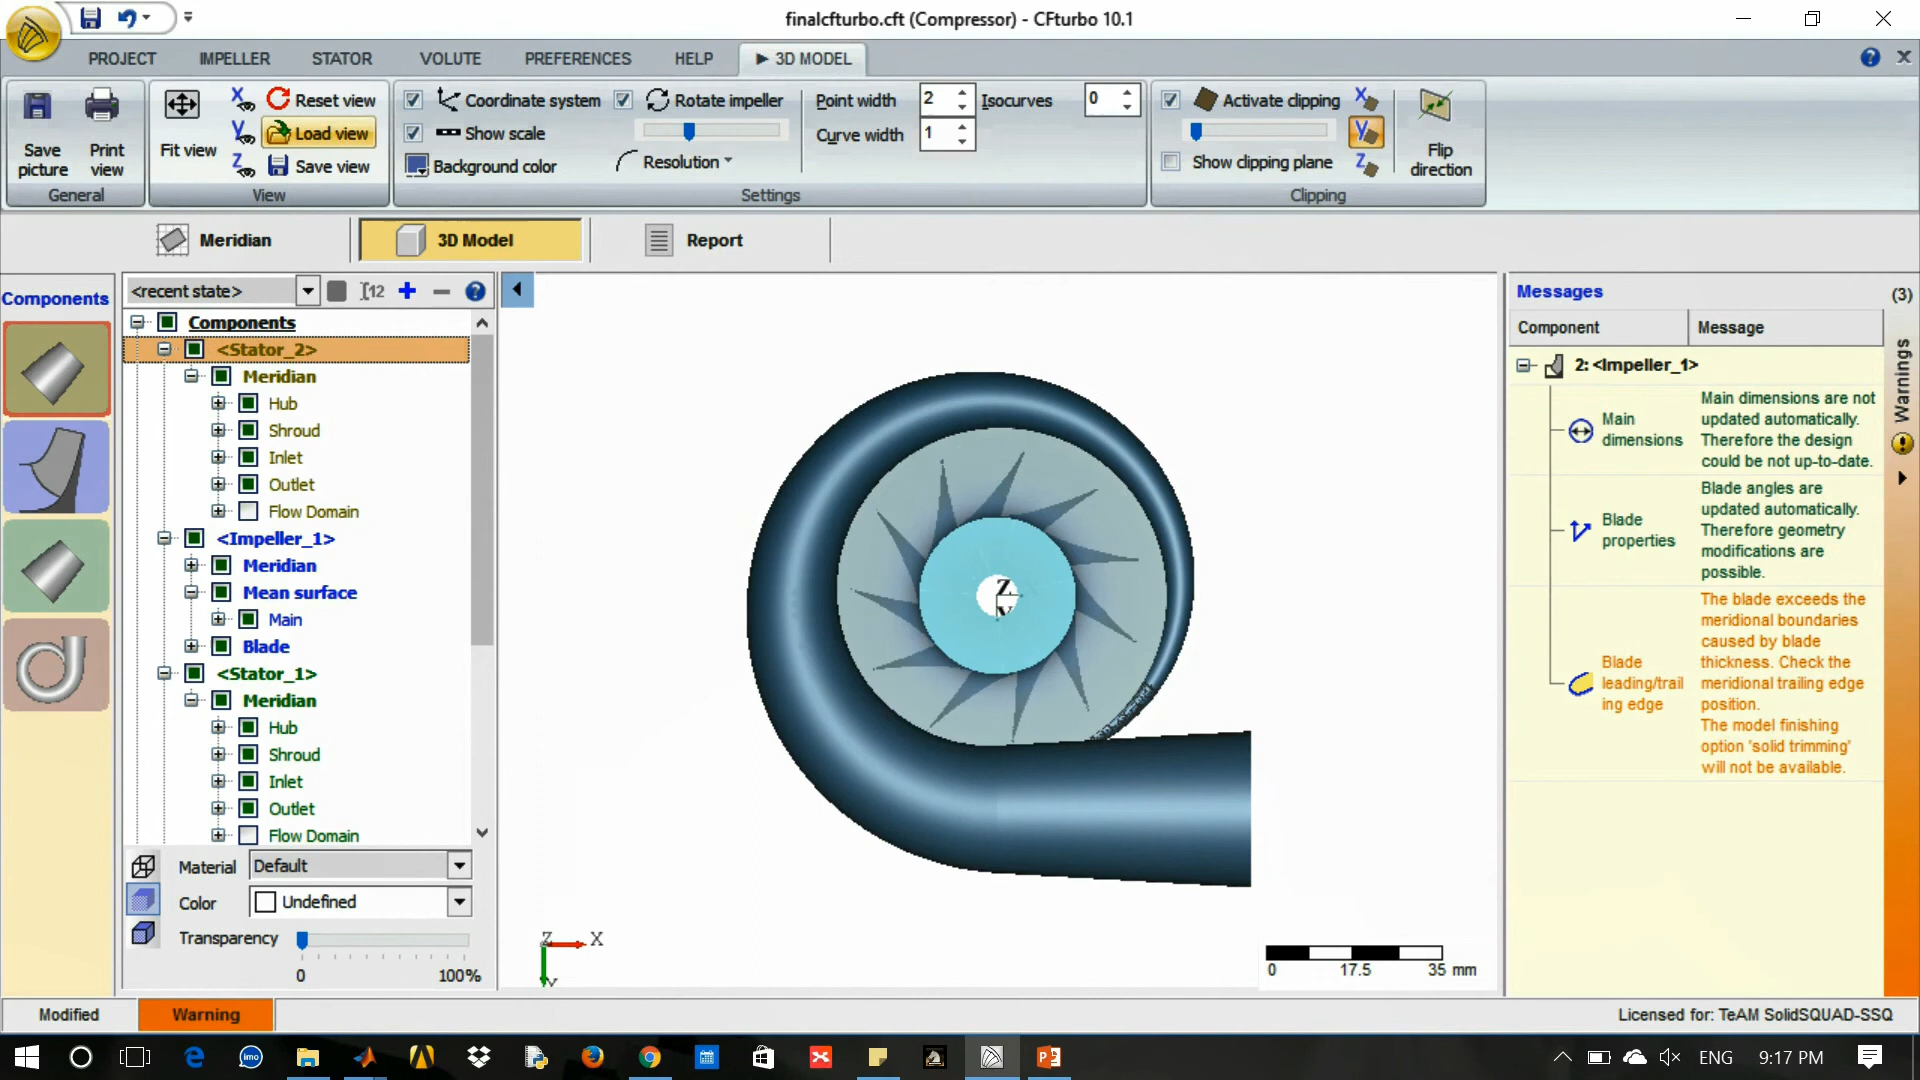 finalcfturbo.cft (Compressor) - CFturbo 10.1
PROJECT IMPELLER STATOR VOLUTE PREFERENCES HELP 3D MODEL
Save picture
Print view
General
Fit view
X
Y
Z
Reset view
Load view
Save view
View
Coordinate system
Show scale
Background color
Rotate impeller
Resolution
Point width 2
Curve width 1
Isocurves 0
Settings
Activate clipping
Show clipping plane
X
Y
Z
Flip direction
Clipping
Meridian
3D Model
Report
Components
<recent state>
12
Components
<Stator_2>
Meridian
Hub
Shroud
Inlet
Outlet
Flow Domain
<Impeller_1>
Meridian
Mean surface
Main
Blade
<Stator_1>
Meridian
Hub
Shroud
Inlet
Outlet
Flow Domain
Material Default
Color Undefined
Transparency
0 100%
Z
Y
Z X
Y
0 17.5 35 mm
Messages (3)
Component Message
2: <Impeller_1>
Main
dimensions
Main dimensions are not
updated automatically.
Therefore the design
could be not up-to-date.
Blade
properties
Blade angles are
updated automatically.
Therefore geometry
modifications are
possible.
Blade
leading/trail
ing edge
The blade exceeds the
meridional boundaries
caused by blade
thickness. Check the
meridional trailing edge
position.
The model finishing
option 'solid trimming'
will not be available.
Warnings
Modified
Warning
Licensed for: TeAM SolidSQUAD-SSQ
imo
ENG
9:17 PM